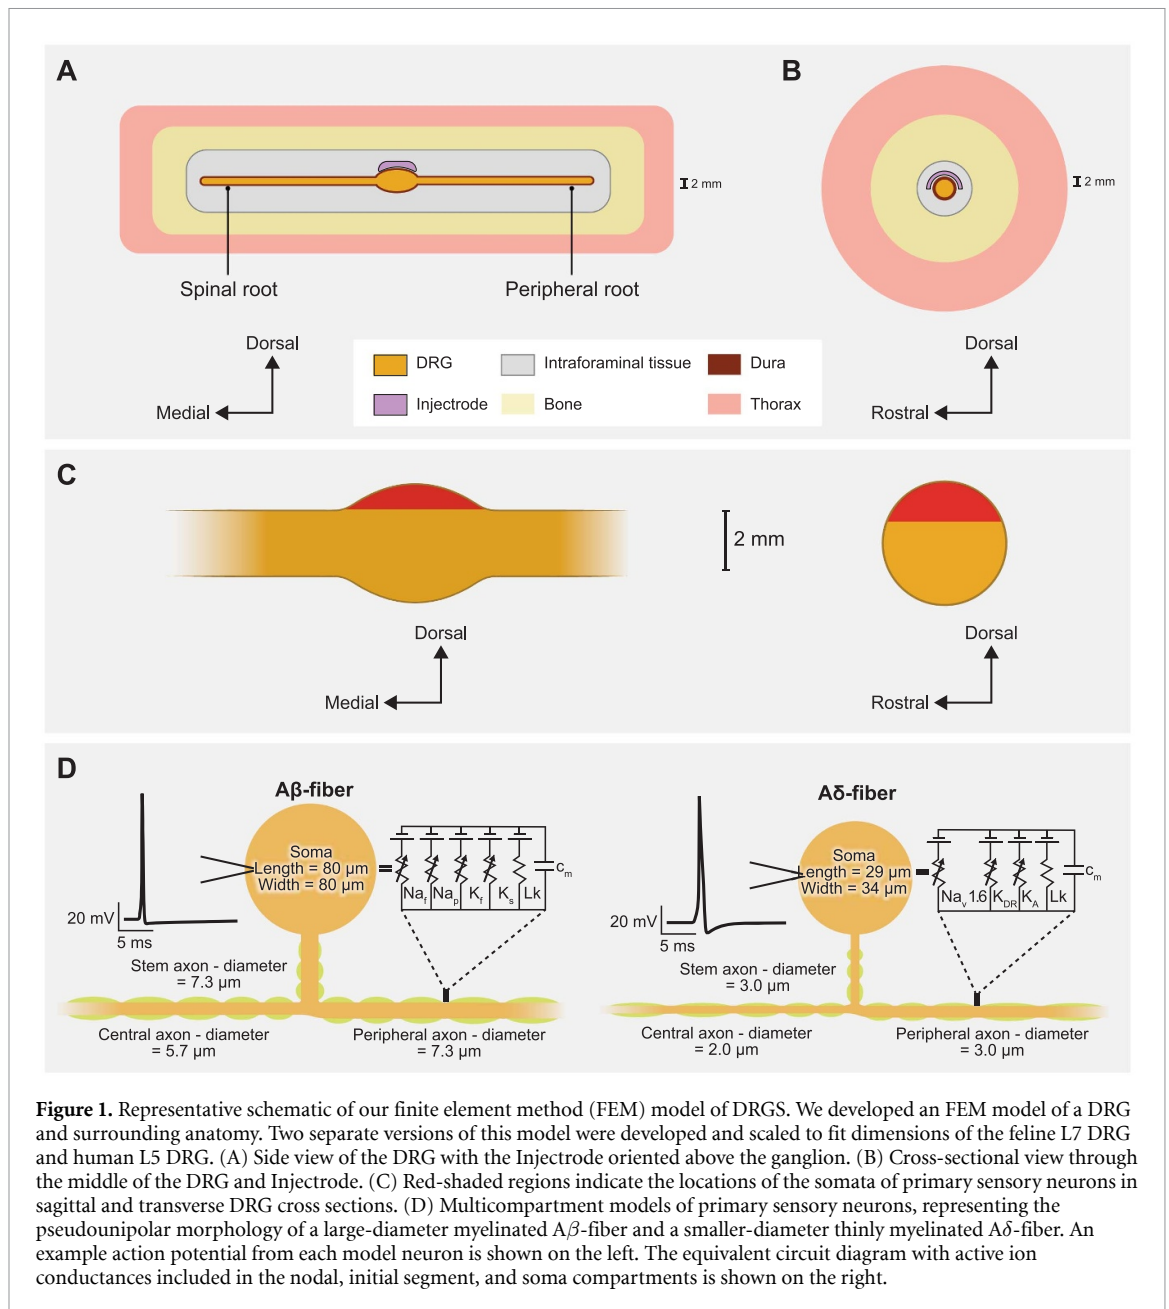 A
B
2 mm
2 mm
Spinal root
Peripheral root
Dorsal
Medial
Dorsal
Rostral
DRG
Intraforaminal tissue
Dura
Injectrode
Bone
Thorax
C
2 mm
Dorsal
Medial
Dorsal
Rostral
D
Aβ-fiber
Soma
Length = 80 µm
Width = 80 µm
Naf
Nap
Kf
Ks
Lk
cm
20 mV
5 ms
Stem axon - diameter
= 7.3 µm
Central axon - diameter
= 5.7 µm
Peripheral axon - diameter
= 7.3 µm
Aδ-fiber
Soma
Length = 29 µm
Width = 34 µm
Nav 1.6
KDR
KA
Lk
cm
20 mV
5 ms
Stem axon - diameter
= 3.0 µm
Central axon - diameter
= 2.0 µm
Peripheral axon - diameter
= 3.0 µm
Figure 1. Representative schematic of our finite element method (FEM) model of DRGS. We developed an FEM model of a DRG
and surrounding anatomy. Two separate versions of this model were developed and scaled to fit dimensions of the feline L7 DRG
and human L5 DRG. (A) Side view of the DRG with the Injectrode oriented above the ganglion. (B) Cross-sectional view through
the middle of the DRG and Injectrode. (C) Red-shaded regions indicate the locations of the somata of primary sensory neurons in
sagittal and transverse DRG cross sections. (D) Multicompartment models of primary sensory neurons, representing the
pseudounipolar morphology of a large-diameter myelinated Aβ-fiber and a smaller-diameter thinly myelinated Aδ-fiber. An
example action potential from each model neuron is shown on the left. The equivalent circuit diagram with active ion
conductances included in the nodal, initial segment, and soma compartments is shown on the right.